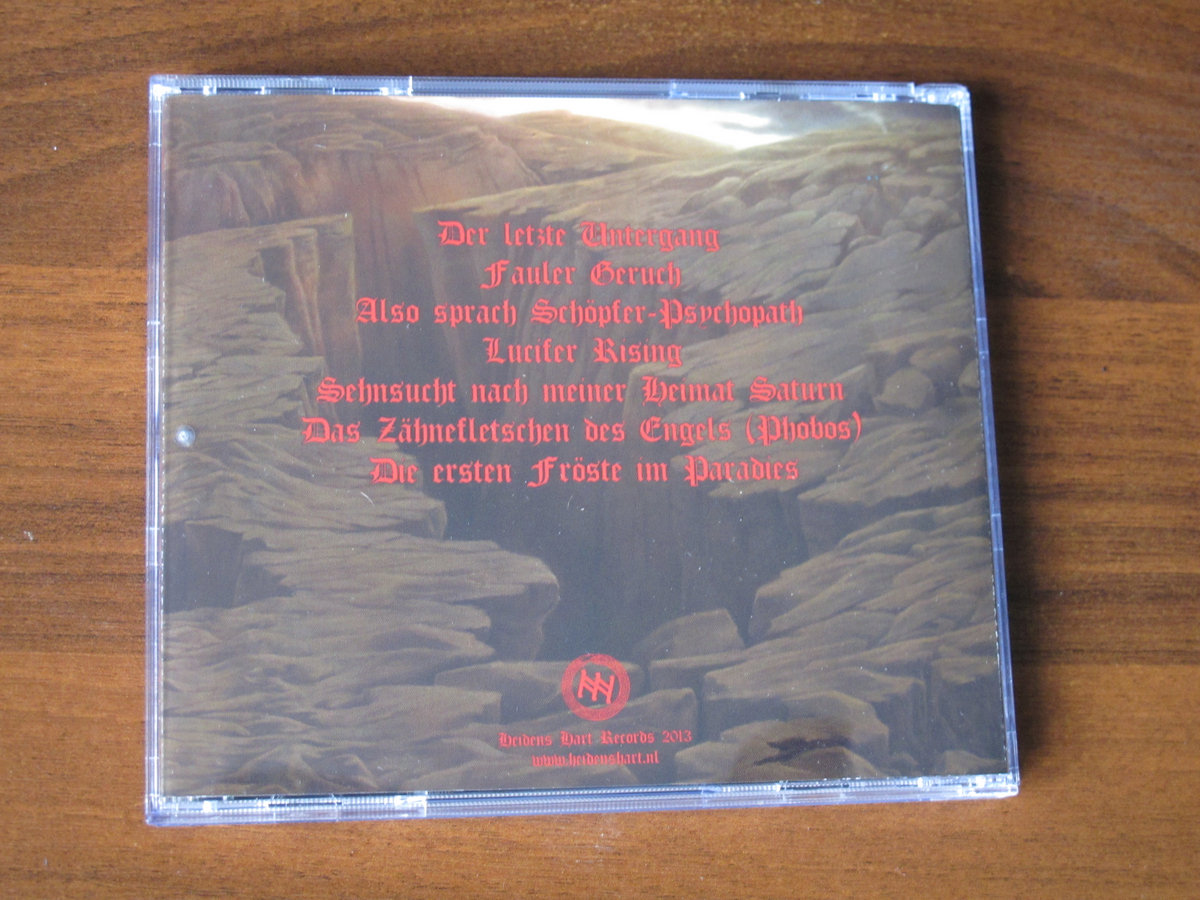 Der letzte Untergang
Fauler Geruch
Also sprach Schöpfer-Psychopath
Lucifer Rising
Sehnsucht nach meiner Heimat Saturn
Das Zähnefletschen des Engels (Phobos)
Die ersten Fröste im Paradies
Heidens Hart Records 2013
www.heidenshart.nl